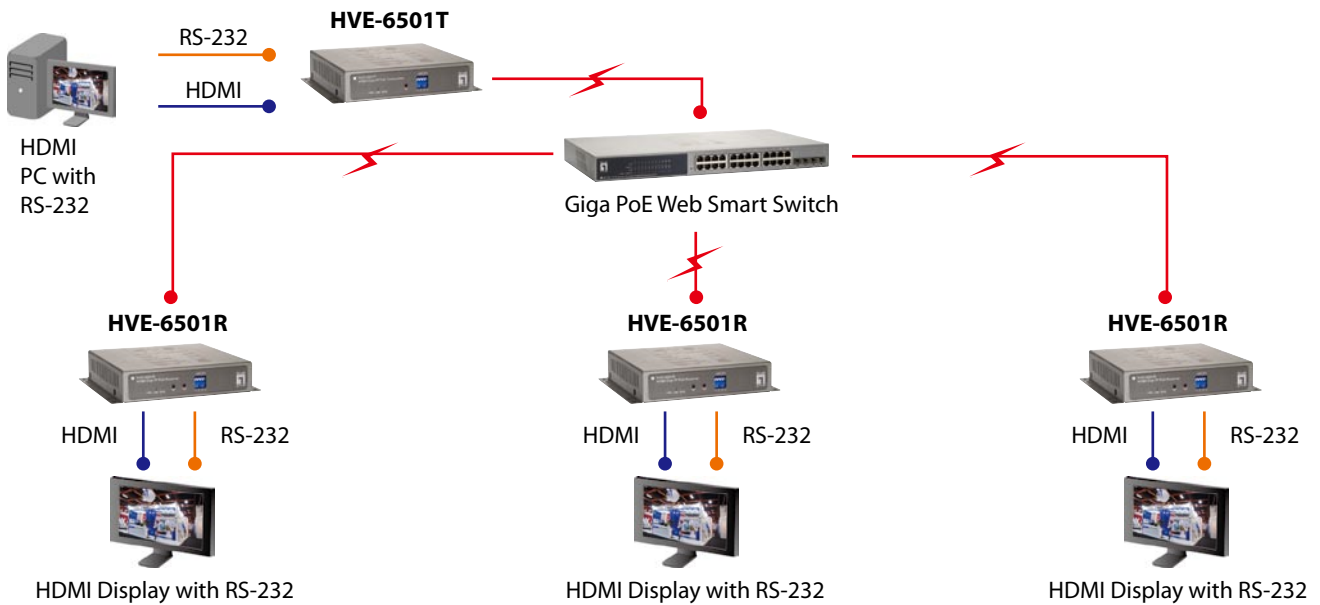 HVE-6501T
RS-232
HDMI
HDMI
PC with
RS-232
Giga PoE Web Smart Switch
HVE-6501R
HVE-6501R
HVE-6501R
HDMI
RS-232
HDMI
RS-232
HDMI
RS-232
HDMI Display with RS-232
HDMI Display with RS-232
HDMI Display with RS-232